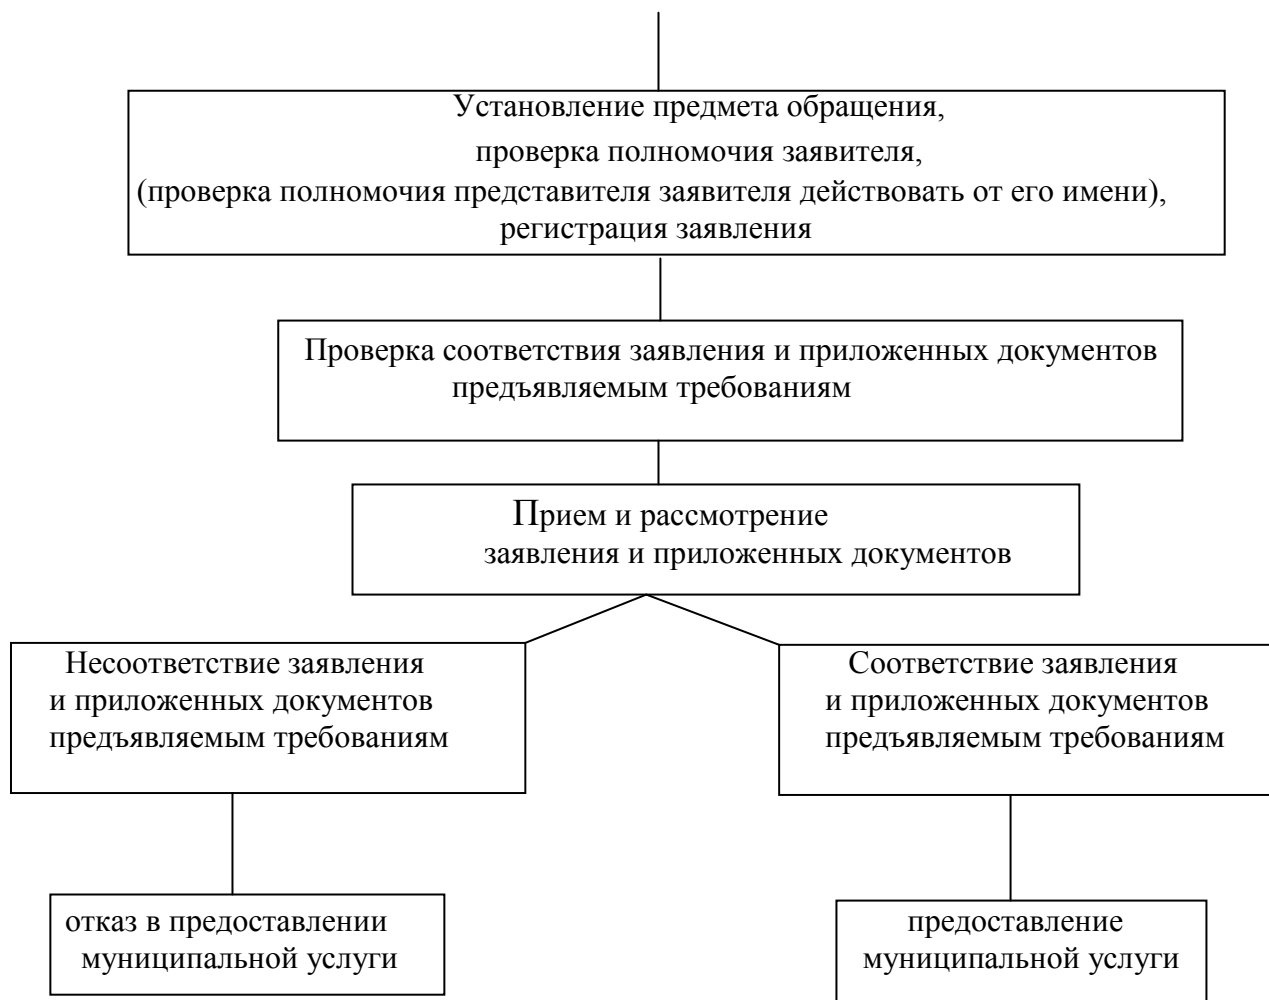 Установление предмета обращения,
проверка полномочия заявителя,
(проверка полномочия представителя заявителя действовать от его имени),
регистрация заявления
Проверка соответствия заявления и приложенных документов
предъявляемым требованиям
Прием и рассмотрение
заявления и приложенных документов
Несоответствие заявления
и приложенных документов
предъявляемым требованиям
Соответствие заявления
и приложенных документов
предъявляемым требованиям
отказ в предоставлении
муниципальной услуги
предоставление
муниципальной услуги